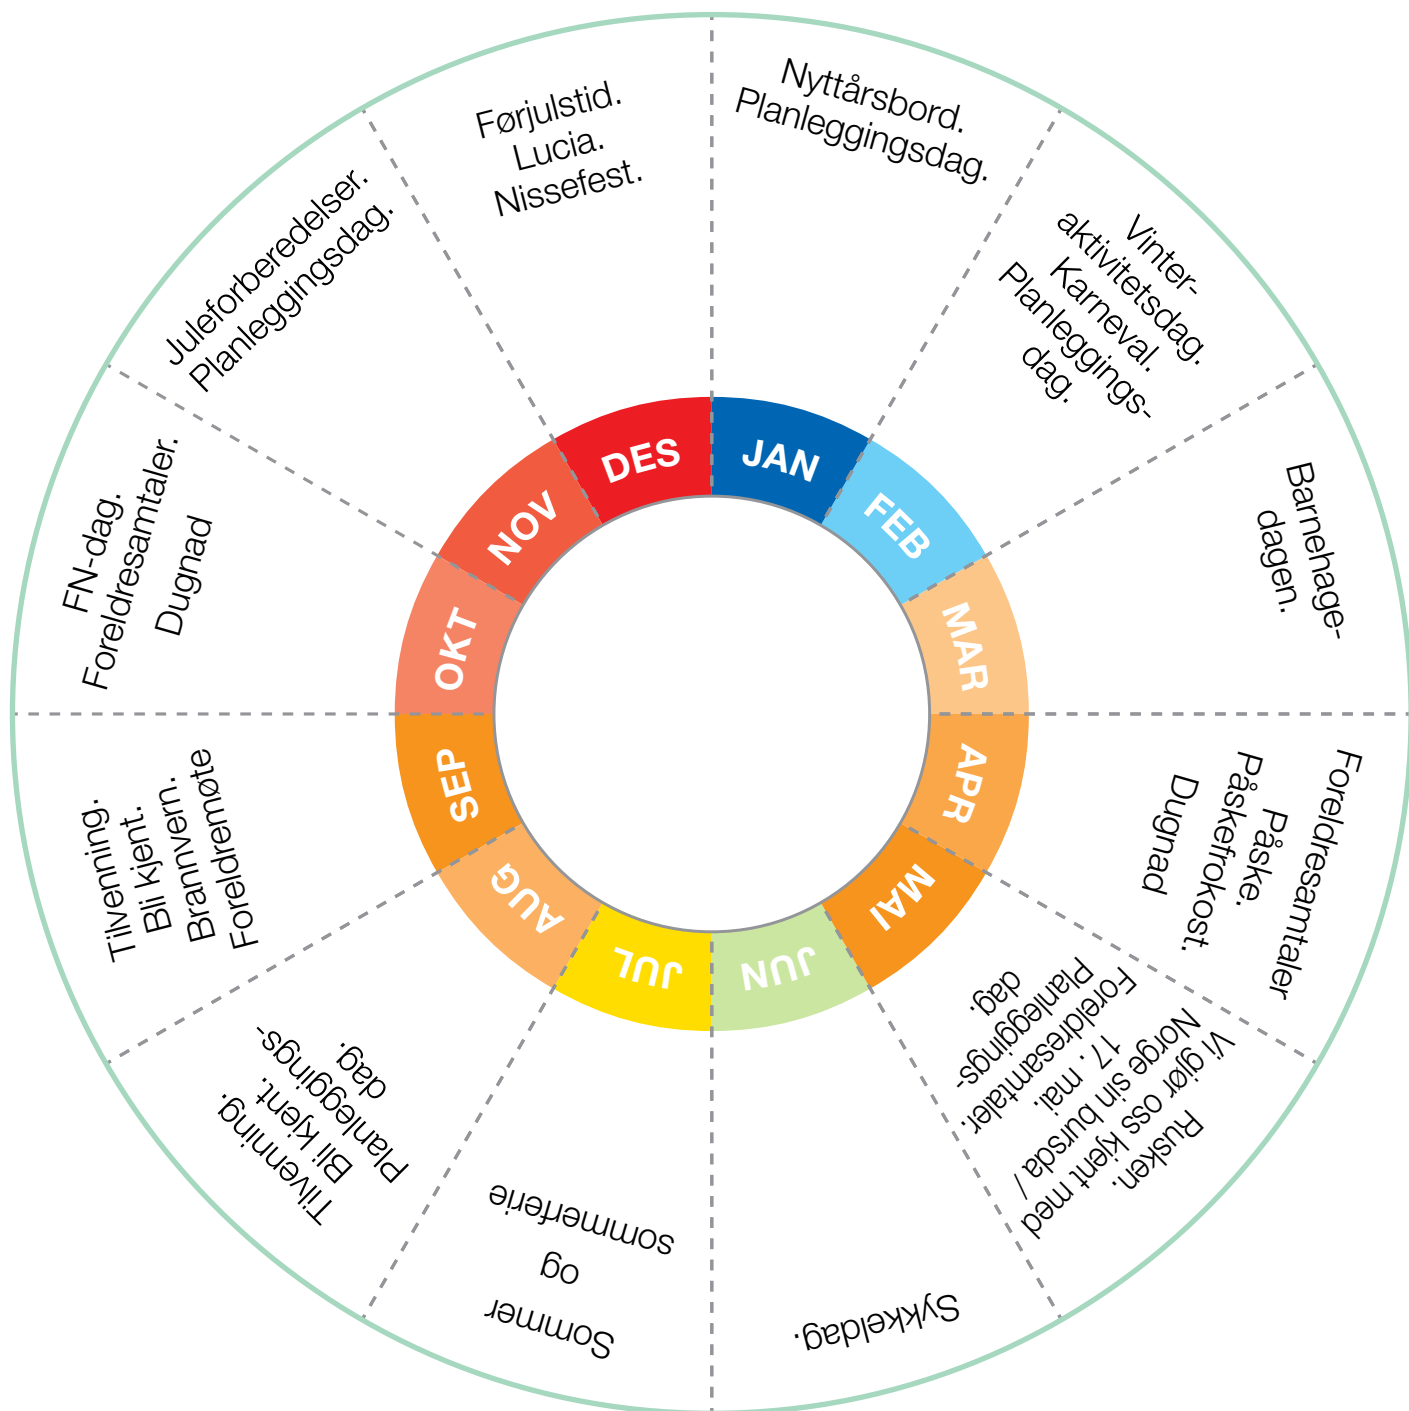 JAN
Nyttårsbord.
Planleggingsdag.
FEB
Vinter-
aktivitetsdag.
Karneval.
Planleggings-
dag.
MAR
Barnehage-
dagen.
APR
Foreldresamtaler
Påske.
Påskefrokost.
Dugnad
MAI
Rusken.
Vi gjør oss kjent med
Norge sin bursda /
17. mai.
Foreldresamtaler.
Planleggings-
dag.
JUN
Sykkeldag.
JUL
Sommer
og
sommerferie
AUG
Tilvenning.
Bli kjent.
Planleggings-
dag.
SEP
Tilvenning.
Bli kjent.
Brannvern.
Foreldremøte
OKT
FN-dag.
Foreldresamtaler.
Dugnad
NOV
Juleforberedelser.
Planleggingsdag.
DES
Førjulstid.
Lucia.
Nissefest.